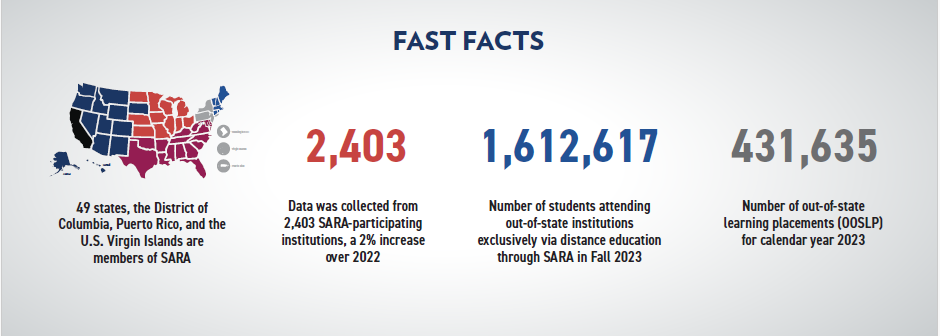 FAST FACTS
49 states, the District of
Columbia, Puerto Rico, and the
U.S. Virgin Islands are
members of SARA
2,403
Data was collected from
2,403 SARA-participating
institutions, a 2% increase
over 2022
1,612,617
Number of students attending
out-of-state institutions
exclusively via distance education
through SARA in Fall 2023
431,635
Number of out-of-state
learning placements (OOSLP)
for calendar year 2023